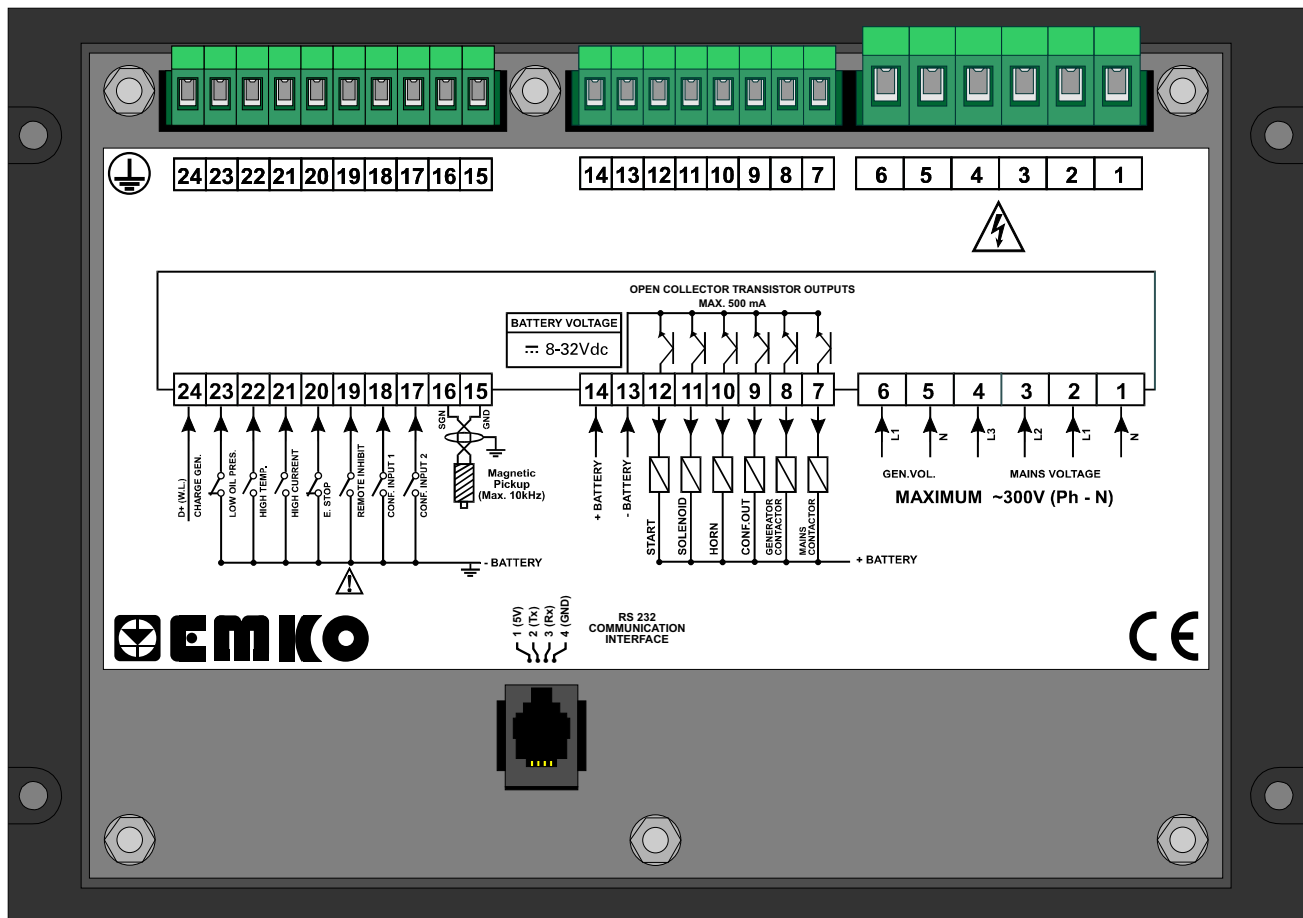 24 23 22 21 20 19 18 17 16 15
14 13 12 11 10 9 8 7
6 5 4 3 2 1
OPEN COLLECTOR TRANSISTOR OUTPUTS
MAX. 500 mA
BATTERY VOLTAGE
8-32Vdc
24 23 22 21 20 19 18 17 16 15
14 13 12 11 10 9 8 7
6 5 4 3 2 1
D+ (W.L.)
CHARGE GEN.
LOW OIL PRES.
HIGH TEMP.
HIGH CURRENT
E. STOP
REMOTE INHIBIT
CONF. INPUT 1
CONF. INPUT 2
SGN
GND
Magnetic
Pickup
(Max. 10kHz)
- BATTERY
+ BATTERY
- BATTERY
START
SOLENOID
HORN
CONF.OUT
GENERATOR
CONTACTOR
MAINS
CONTACTOR
+ BATTERY
L1
N
L3
L2
L1
N
GEN.VOL.
MAINS VOLTAGE
MAXIMUM ~300V (Ph - N)
EMKO
1 (5V)
2 (Tx)
3 (Rx)
4 (GND)
RS 232
COMMUNICATION
INTERFACE
CE